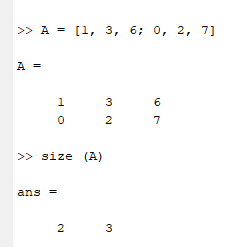 >> A = [1, 3, 6; 0, 2, 7]
A =
1 3 6
0 2 7
>> size (A)
ans =
2 3